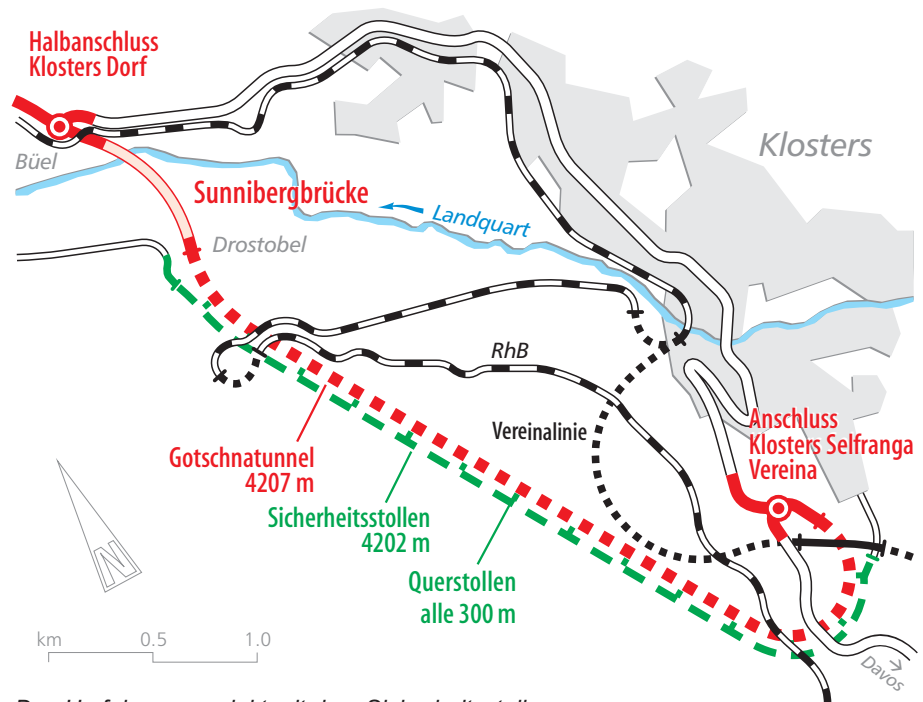 Halbanschluss
Klosters Dorf
Büel
Sunnibergbrücke
Klosters
Landquart
Drostobel
RhB
Vereinalinie
Anschluss
Klosters Selfranga
Vereina
Gotschnatunnel
4207 m
Sicherheitsstollen
4202 m
Querstollen
alle 300 m
N
km 0.5 1.0
Davos